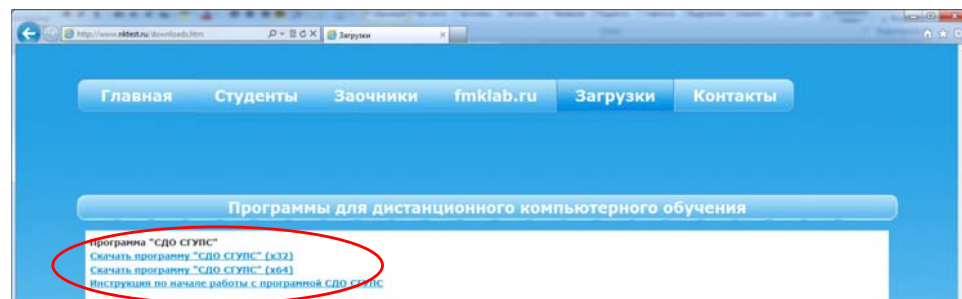 http://www.nktest.ru/downloads.htm
Загрузки
Главная Студенты Заочники fmklab.ru Загрузки Контакты
Программы для дистанционного компьютерного обучения
Программа "СДО СГУПС"
Скачать программу "СДО СГУПС" (x32)
Скачать программу "СДО СГУПС" (x64)
Инструкция по начале работы с программной СДО СГУПС